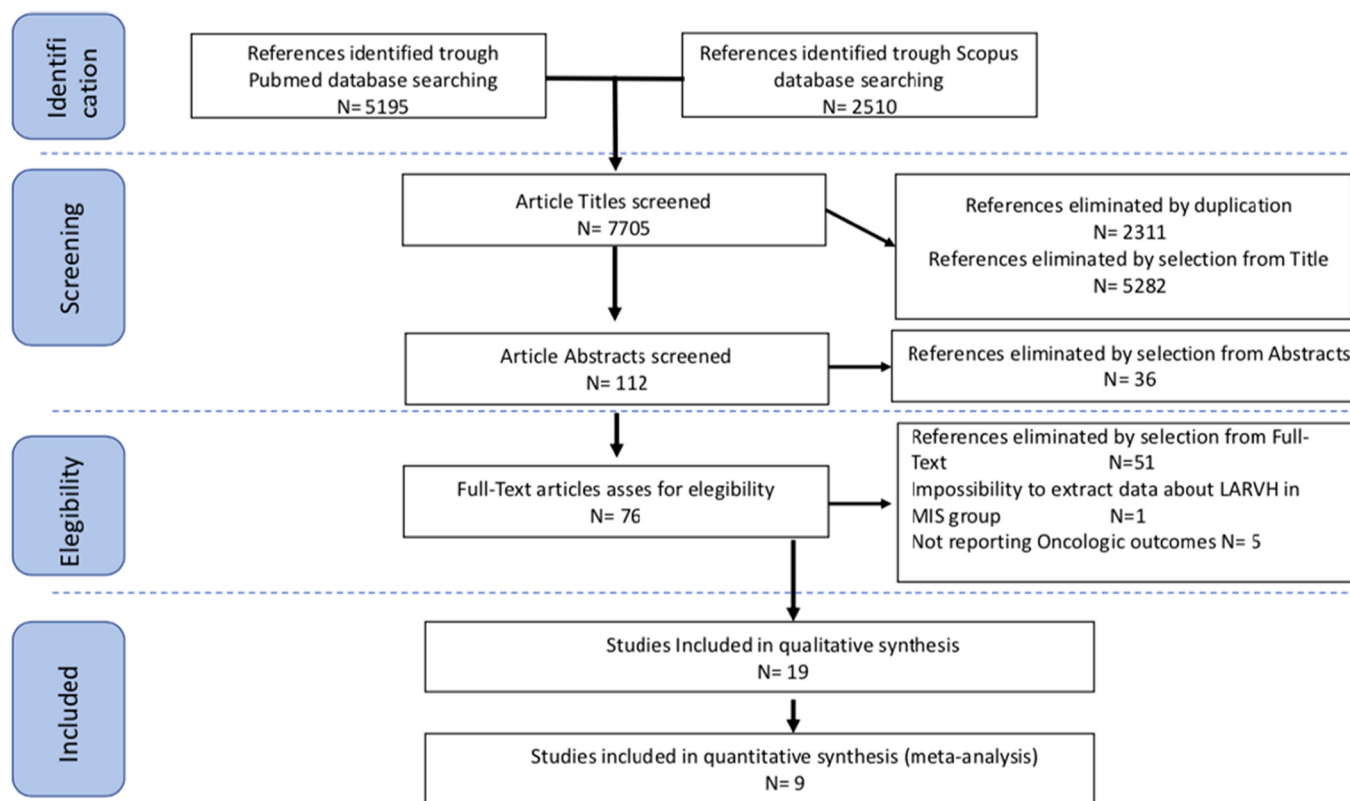 Identifi
cation
References identified trough
Pubmed database searching
N= 5195
References identified trough Scopus
database searching
N= 2510
Screening
Article Titles screened
N= 7705
References eliminated by duplication
N= 2311
References eliminated by selection from Title
N= 5282
Article Abstracts screened
N= 112
References eliminated by selection from Abstracts
N= 36
Elegibility
Full-Text articles asses for elegibility
N= 76
References eliminated by selection from Full-
Text N=51
Impossibility to extract data about LARVH in
MIS group N=1
Not reporting Oncologic outcomes N= 5
Included
Studies Included in qualitative synthesis
N= 19
Studies included in quantitative synthesis (meta-analysis)
N= 9